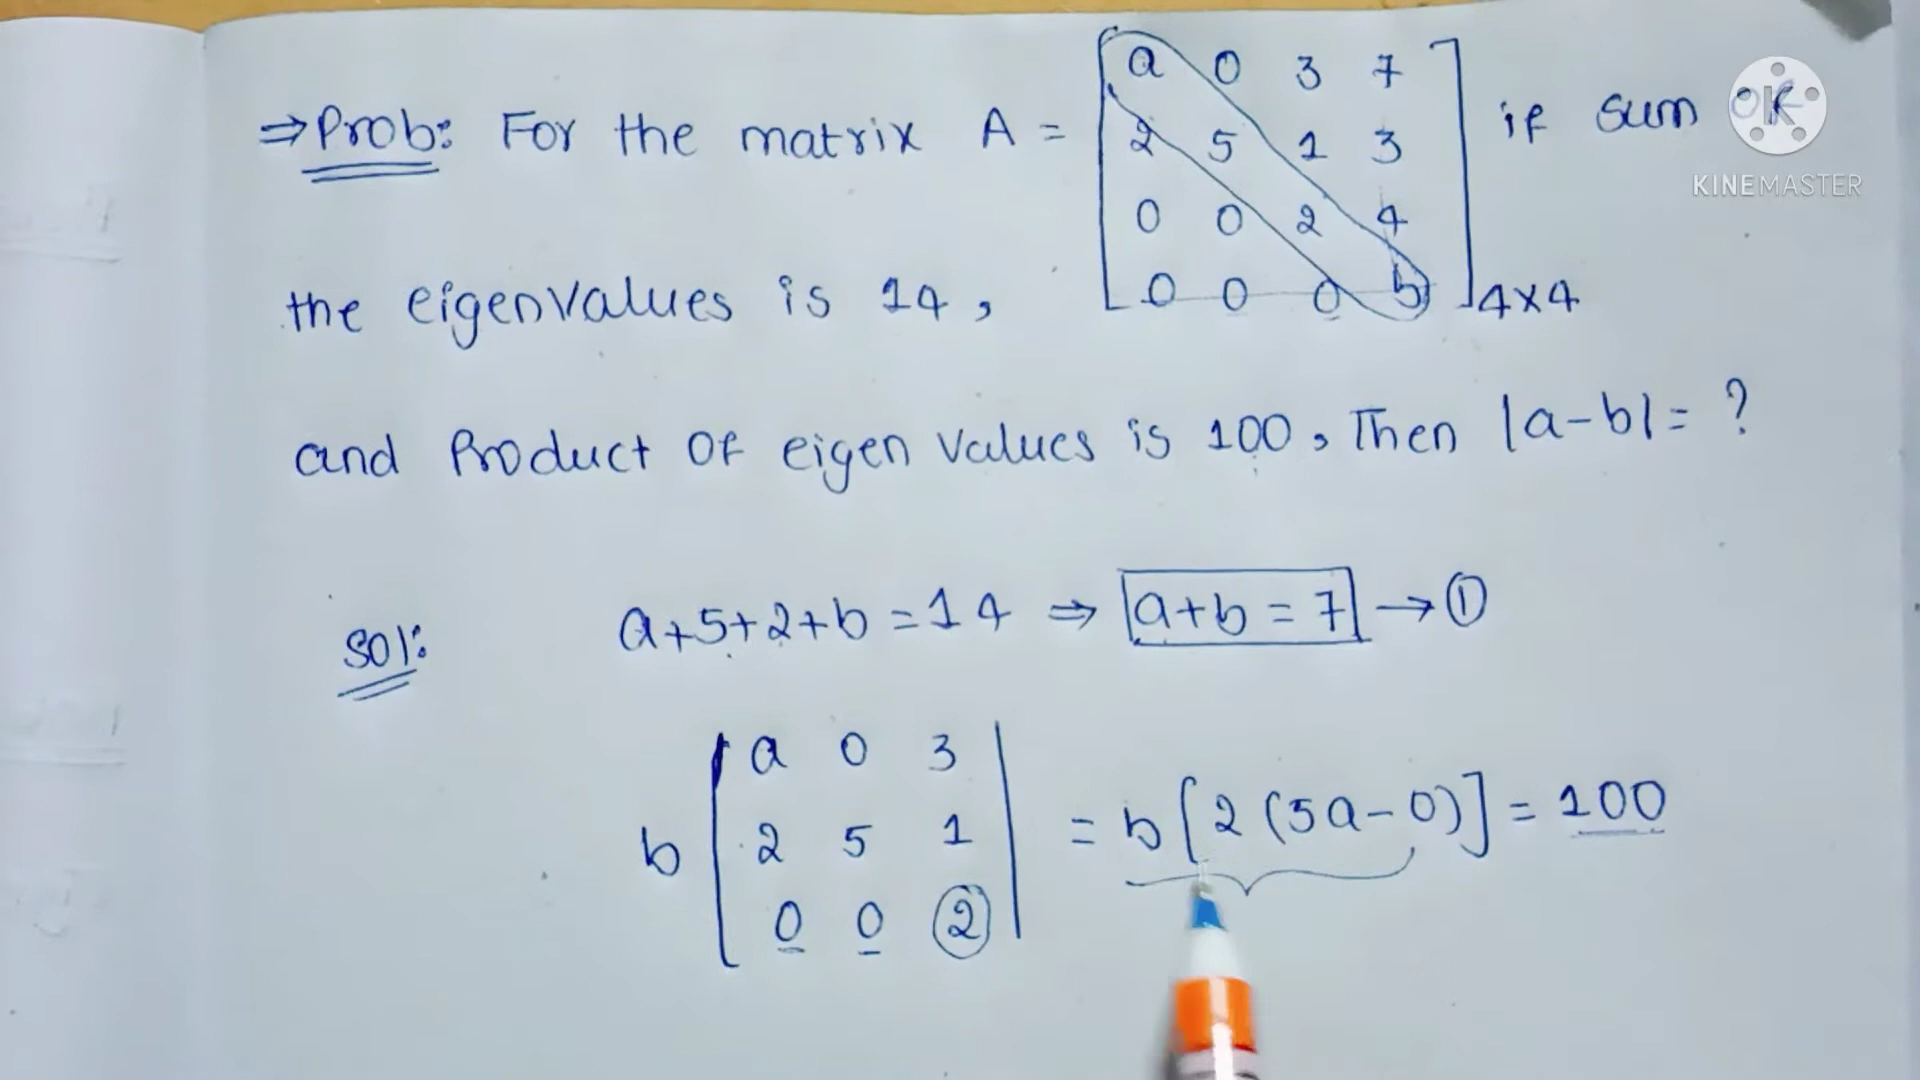 ⇒Prob: For the matrix A = [a 0 3 7 if sum of
2 5 1 3
0 0 2 4
0 0 0 b]4×4
K
KINEMASTER
the eigenvalues is 14,
and Product of eigen values is 100, Then |a-b| = ?
Sol: a+5+2+b = 14 ⇒ a+b = 7 → ①
b |a 0 3
2 5 1
0 0 2| = b[2(5a-0)] = 100